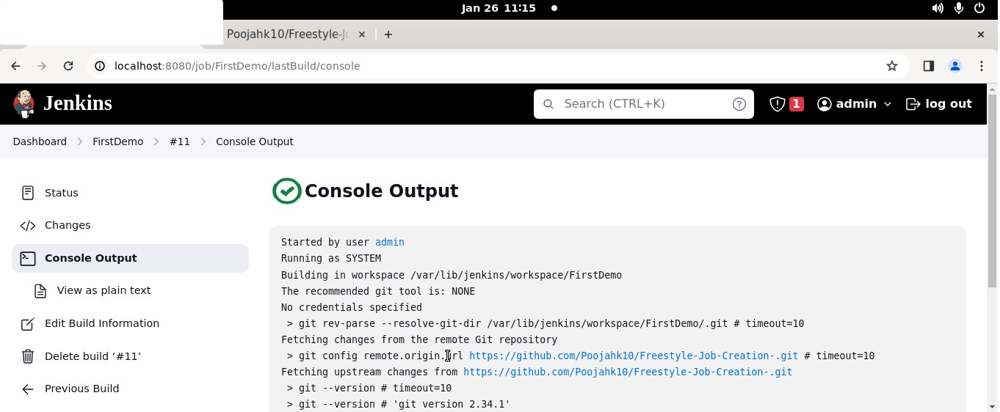 Jan 26 11:15
Poojahk10/Freestyle-Jo
localhost:8080/job/FirstDemo/lastBuild/console
Jenkins
Search (CTRL+K)
1
admin
log out
Dashboard
FirstDemo
#11
Console Output
Status
Changes
Console Output
View as plain text
Edit Build Information
Delete build ‘#11’
Previous Build
Console Output
Started by user admin
Running as SYSTEM
Building in workspace /var/lib/jenkins/workspace/FirstDemo
The recommended git tool is: NONE
No credentials specified
> git rev-parse --resolve-git-dir /var/lib/jenkins/workspace/FirstDemo/.git # timeout=10
Fetching changes from the remote Git repository
> git config remote.origin.url https://github.com/Poojahk10/Freestyle-Job-Creation-.git # timeout=10
Fetching upstream changes from https://github.com/Poojahk10/Freestyle-Job-Creation-.git
> git --version # timeout=10
> git --version # 'git version 2.34.1'